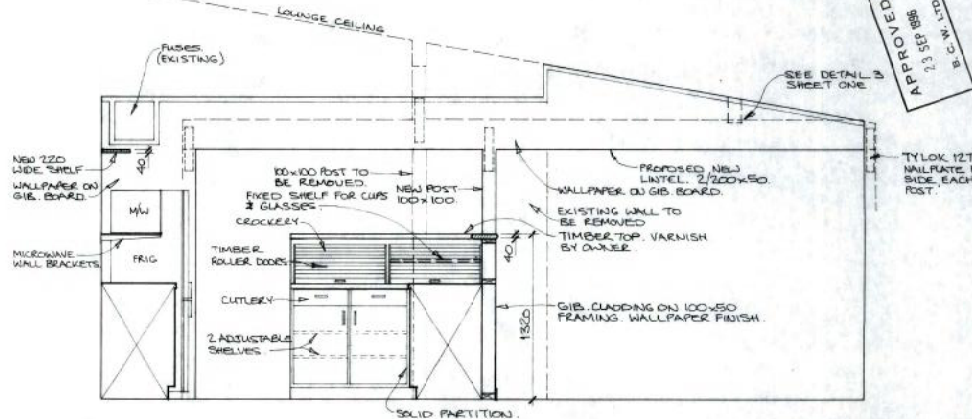 LOUNGE CEILING
APPROVED
23 SEP 1996
B.C.W. LTD
FUSES.
(EXISTING)
SEE DETAIL 3
SHEET ONE
NEW 220
WIDE SHELF
40
WALLPAPER ON
GIB. BOARD.
100x100 POST TO
BE REMOVED.
NEW POST
100x100.
FIXED SHELF FOR CUPS
& GLASSES.
CROCKERY
PROPOSED NEW
LINTEL. 2/200x50.
WALLPAPER ON GIB. BOARD.
TYLOK 12T
NAILPLATE
SIDE EACH
POST.
M/W
EXISTING WALL TO
BE REMOVED
TIMBER TOP. VARNISH
BY OWNER.
40
MICROWAVE
WALL BRACKETS.
FRIG
TIMBER
ROLLER DOORS
CUTLERY
2 ADJUSTABLE
SHELVES.
GIB. CLADDING ON 100x50
FRAMING. WALLPAPER FINISH.
1320
SOLID PARTITION.